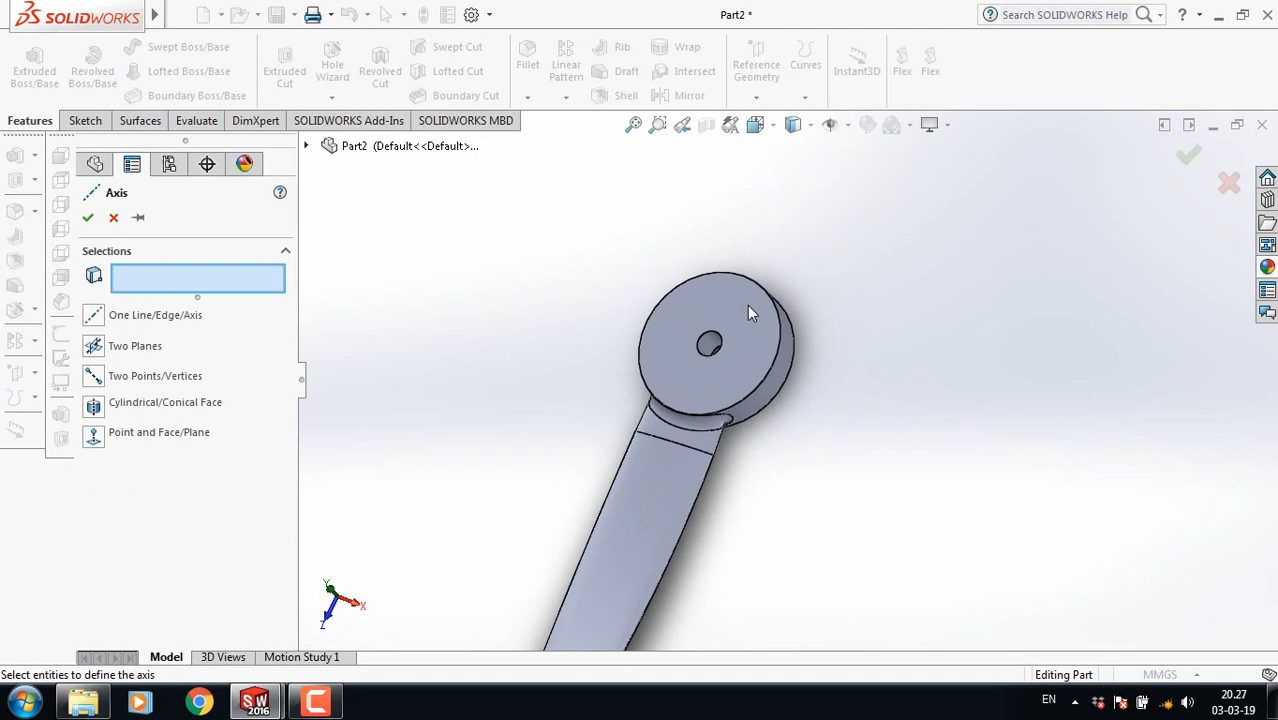 SOLIDWORKS
Part2 *
Search SOLIDWORKS Help
?
Extruded Boss/Base
Revolved Boss/Base
Swept Boss/Base
Lofted Boss/Base
Boundary Boss/Base
Extruded Cut
Hole Wizard
Revolved Cut
Swept Cut
Lofted Cut
Boundary Cut
Fillet
Linear Pattern
Rib
Draft
Shell
Wrap
Intersect
Mirror
Reference Geometry
Curves
Instant3D
Flex
Flex
Features
Sketch
Surfaces
Evaluate
DimXpert
SOLIDWORKS Add-Ins
SOLIDWORKS MBD
Part2 (Default<<Default>...
Axis
Selections
One Line/Edge/Axis
Two Planes
Two Points/Vertices
Cylindrical/Conical Face
Point and Face/Plane
Y
X
Z
Model
3D Views
Motion Study 1
Select entities to define the axis
Editing Part
MMGS
SW
2016
EN
20.27
03-03-19